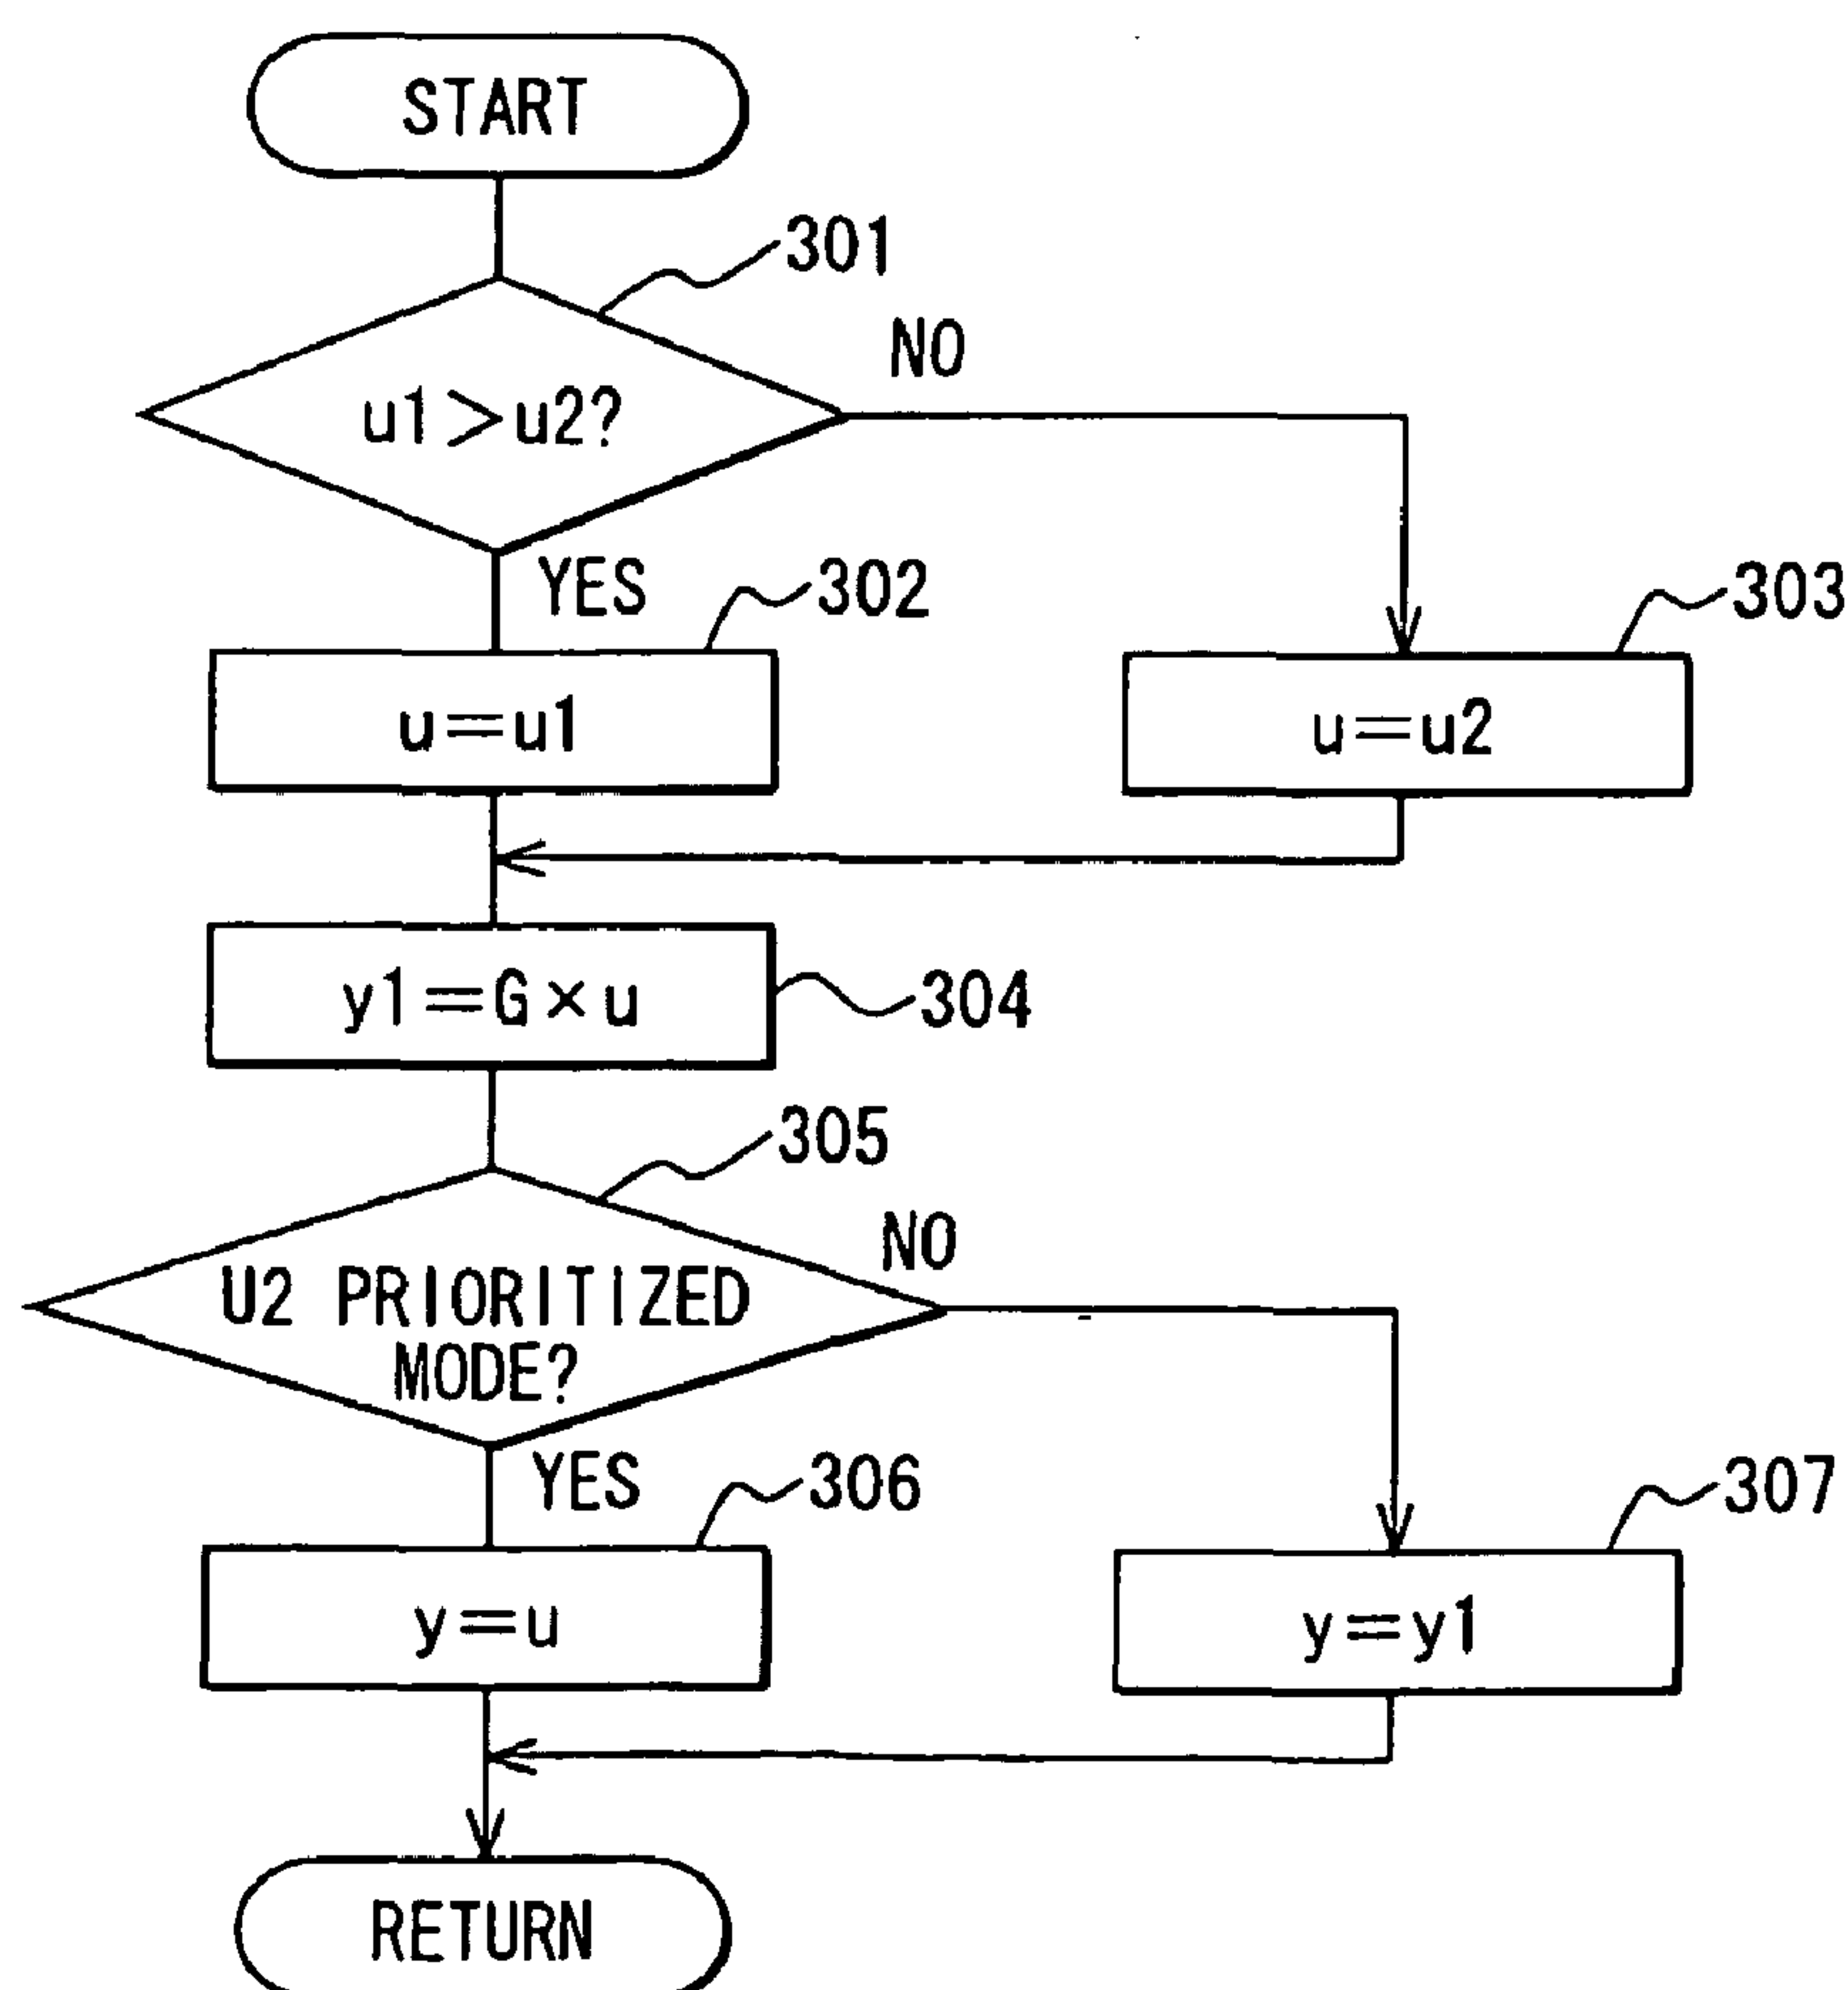 START
301
u1>u2?
NO
YES
302
303
u=u1
u=u2
y1=G×u
304
305
U2 PRIORITIZED
MODE?
NO
YES
306
307
y=u
y=y1
RETURN